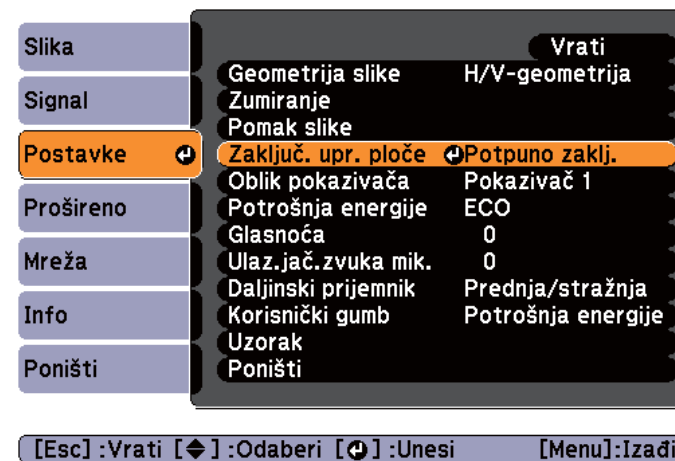 Slika
Signal
Postavke
Prošireno
Mreža
Info
Poništi
Vrati
Geometrija slike H/V-geometrija
Zumiranje
Pomak slike
Zaključ. upr. ploče Potpuno zaklj.
Oblik pokazivača Pokazivač 1
Potrošnja energije ECO
Glasnoća 0
Ulaz.jač.zvuka mik. 0
Daljinski prijemnik Prednja/stražnja
Korisnički gumb Potrošnja energije
Uzorak
Poništi
[Esc] :Vrati [◆] :Odaberi [⏎] :Unesi [Menu]:Izađi